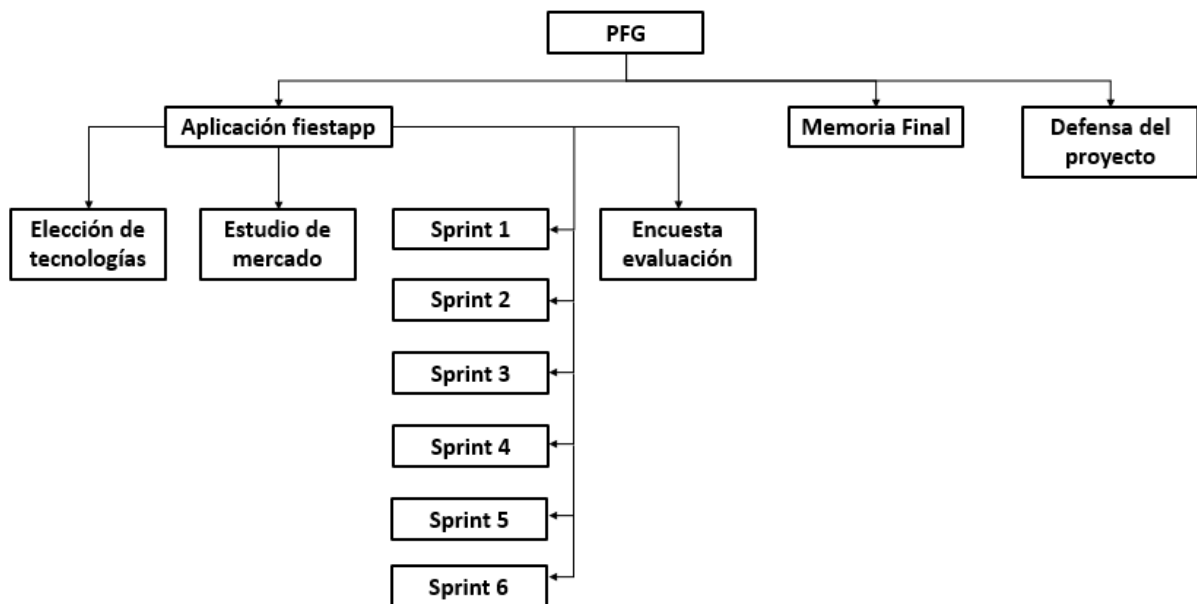 PFG
Aplicación fiestapp
Memoria Final
Defensa del
proyecto
Elección de
tecnologías
Estudio de
mercado
Sprint 1
Encuesta
evaluación
Sprint 2
Sprint 3
Sprint 4
Sprint 5
Sprint 6